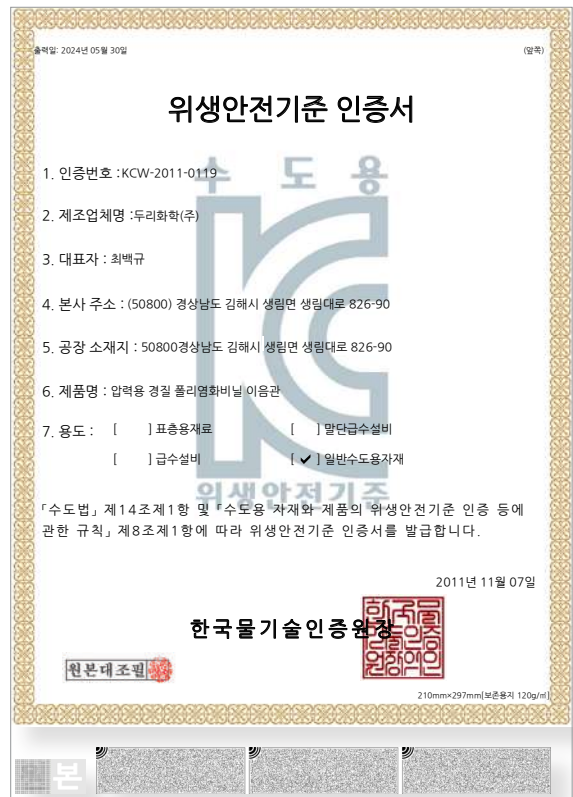 출력일: 2024년 05월 30일
(앞쪽)
위생안전기준 인증서
수 도 용
1. 인증번호 :KCW-2011-0119
2. 제조업체명 :두리화학(주)
3. 대표자 : 최백규
4. 본사 주소 : (50800) 경상남도 김해시 생림면 생림대로 826-90
5. 공장 소재지 : 50800경상남도 김해시 생림면 생림대로 826-90
6. 제품명 : 압력용 경질 폴리염화비닐 이음관
7. 용도 : [ ] 표층용재료 [ ] 말단급수설비
[ ] 급수설비 [ ✔ ] 일반수도용자재
위생안전기준
「수도법」 제14조제1항 및 「수도용 자재와 제품의 위생안전기준 인증 등에
관한 규칙」 제8조제1항에 따라 위생안전기준 인증서를 발급합니다.
2011년 11월 07일
한국물기술인증원장
원본대조필
210mm×297mm[보존용지 120g/㎡]
본